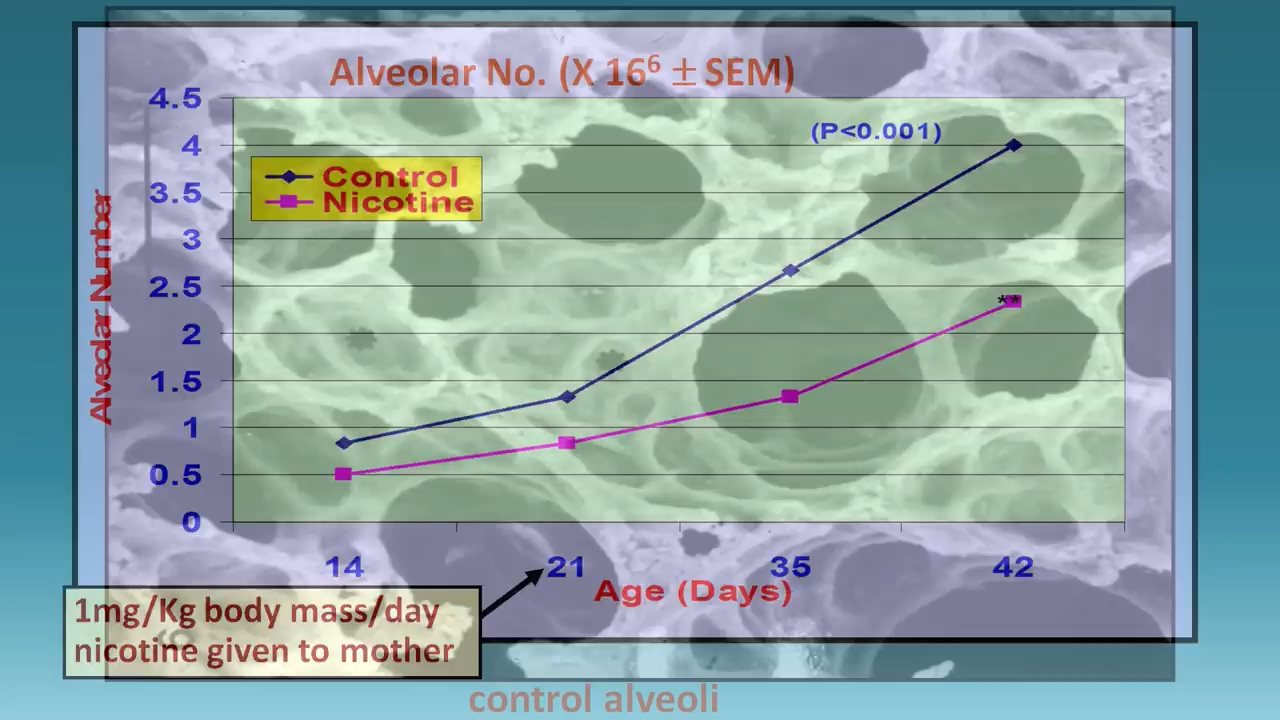 Alveolar No. (X 16⁶ ± SEM)
4.5
4
3.5
3
2.5
2
1.5
1
0.5
0
Alveolar Number
(P<0.001)
Control
Nicotine
**
14 21 35 42
Age (Days)
1mg/Kg body mass/day
nicotine given to mother
control alveoli